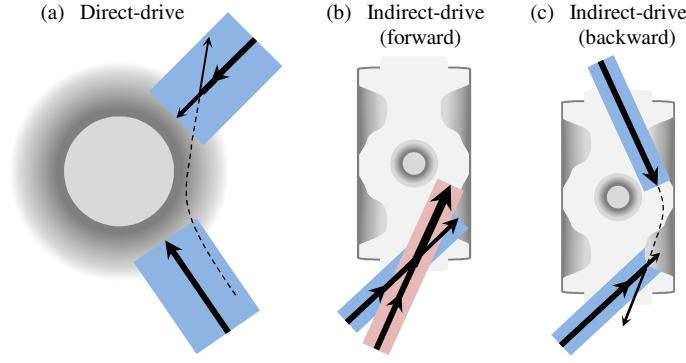 (a) Direct-drive
(b) Indirect-drive
(forward)
(c) Indirect-drive
(backward)